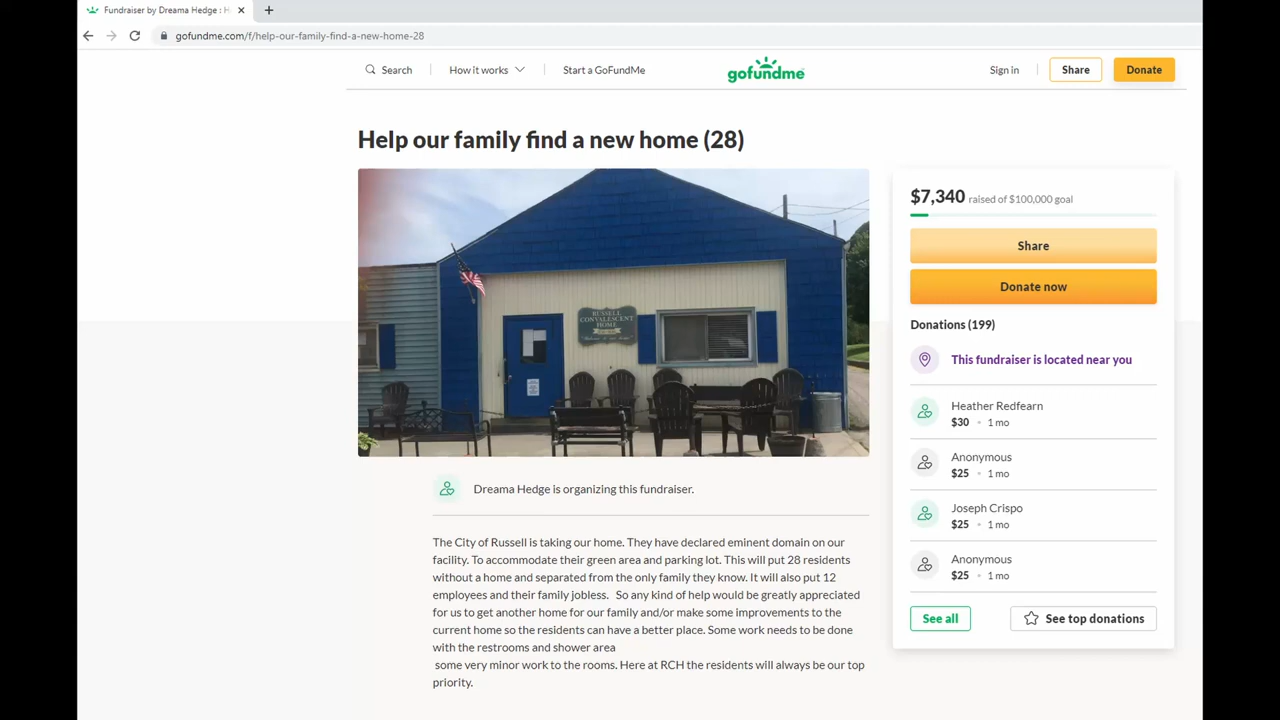 Fundraiser by Dreama Hedge : H
gofundme.com/f/help-our-family-find-a-new-home-28
Search
How it works
Start a GoFundMe
gofundme
Sign in
Share
Donate
Help our family find a new home (28)
RUSSELL
CONVALESCENT
HOME
$7,340 raised of $100,000 goal
Share
Donate now
Donations (199)
This fundraiser is located near you
Heather Redfearn
$30 • 1 mo
Anonymous
$25 • 1 mo
Joseph Crispo
$25 • 1 mo
Anonymous
$25 • 1 mo
See all
See top donations
Dreama Hedge is organizing this fundraiser.
The City of Russell is taking our home. They have declared eminent domain on our
facility. To accommodate their green area and parking lot. This will put 28 residents
without a home and separated from the only family they know. It will also put 12
employees and their family jobless. So any kind of help would be greatly appreciated
for us to get another home for our family and/or make some improvements to the
current home so the residents can have a better place. Some work needs to be done
with the restrooms and shower area
some very minor work to the rooms. Here at RCH the residents will always be our top
priority.